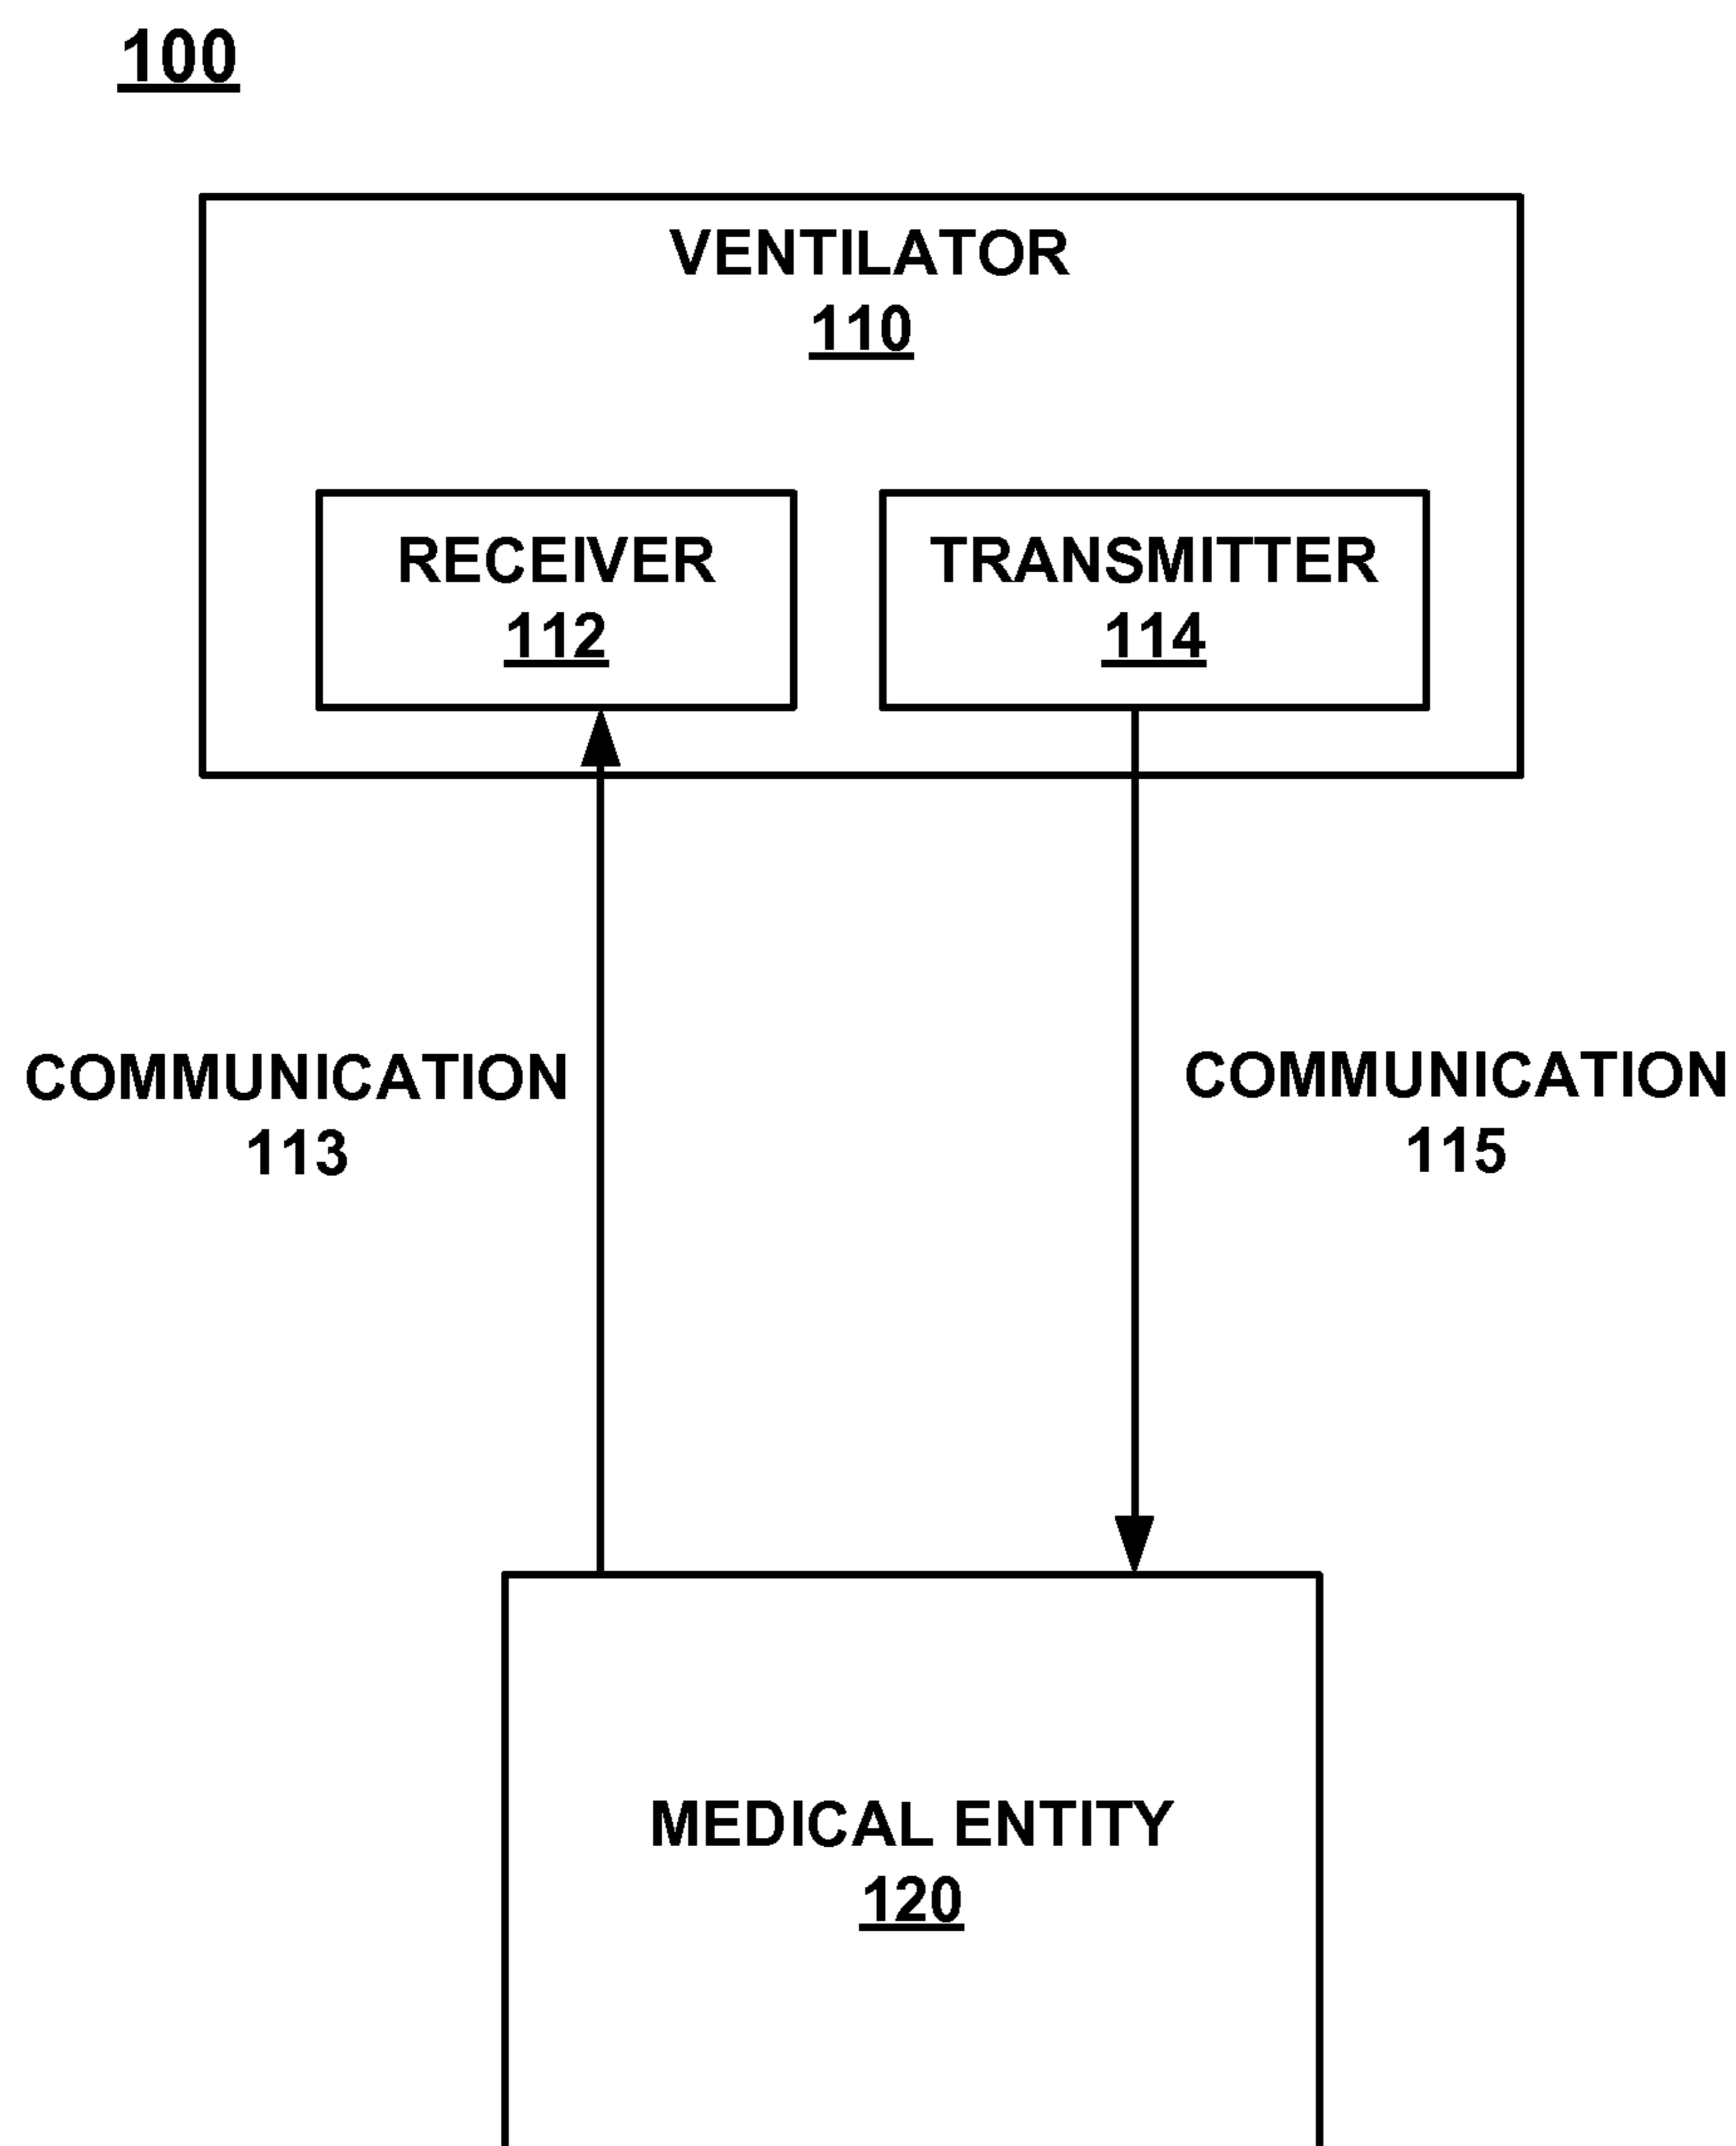 100
VENTILATOR
110
RECEIVER
112
TRANSMITTER
114
COMMUNICATION
113
COMMUNICATION
115
MEDICAL ENTITY
120